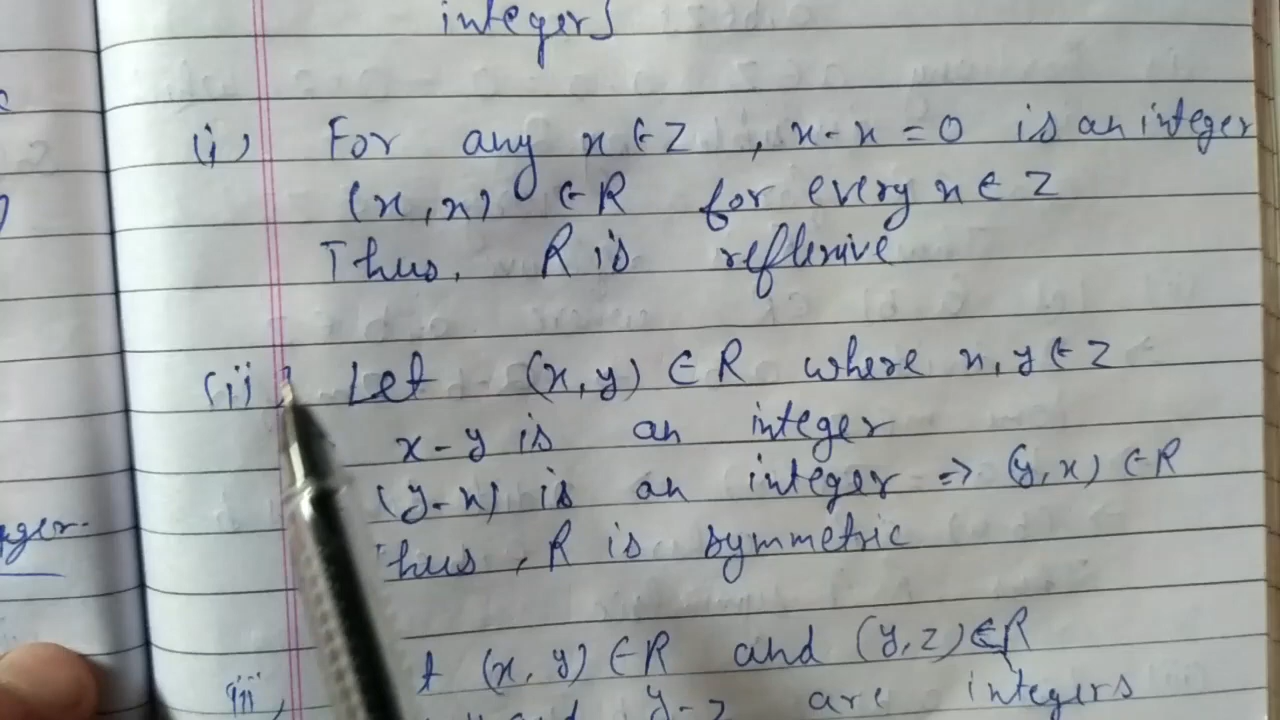 integers
(i) For any x ∈ Z , x - x = 0 is an integer
(x, x) ∈ R for every x ∈ Z
Thus, R is reflexive
(ii) Let (x, y) ∈ R where x, y ∈ Z
x - y is an integer
(y - x) is an integer ⇒ (y, x) ∈ R
hus, R is symmetric
(x, y) ∈ R and (y, z) ∈ R
iii, y - z are integers